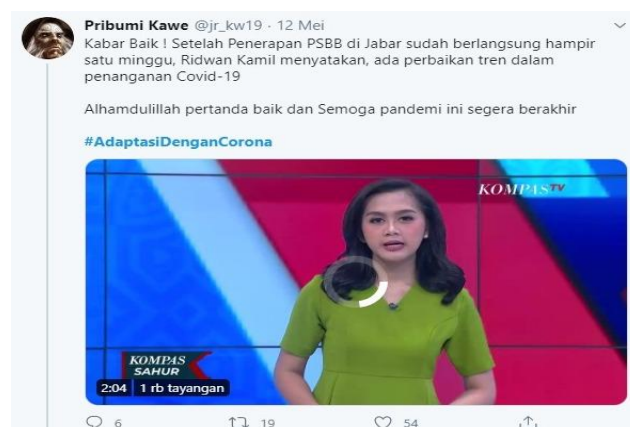 Pribumi Kawe @jr_kw19 · 12 Mei
Kabar Baik ! Setelah Penerapan PSBB di Jabar sudah berlangsung hampir
satu minggu, Ridwan Kamil menyatakan, ada perbaikan tren dalam
penanganan Covid-19
Alhamdulillah pertanda baik dan Semoga pandemi ini segera berakhir
#AdaptasiDenganCorona
KOMPASTV
KOMPAS
SAHUR
2:04 1 rb tayangan
6 19 54